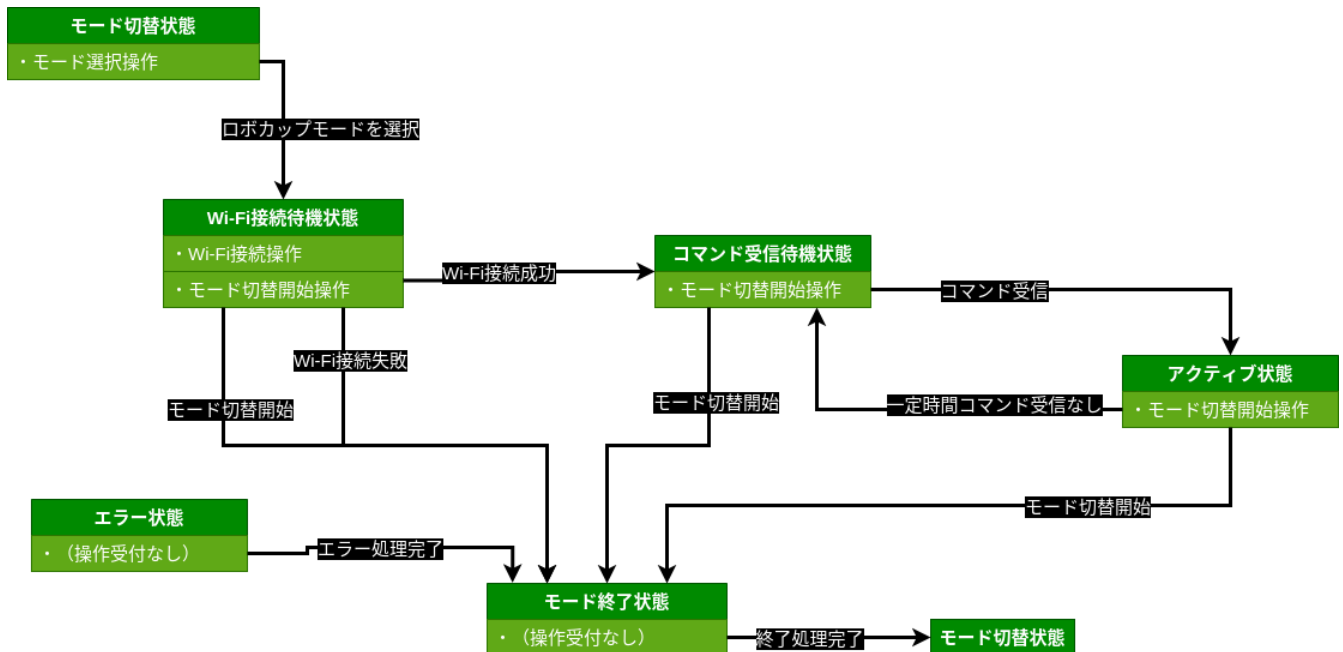 モード切替状態
・モード選択操作
ロボカップモードを選択
Wi-Fi接続待機状態
・Wi-Fi接続操作
・モード切替開始操作
Wi-Fi接続成功
コマンド受信待機状態
・モード切替開始操作
コマンド受信
Wi-Fi接続失敗
モード切替開始
モード切替開始
一定時間コマンド受信なし
アクティブ状態
・モード切替開始操作
モード切替開始
エラー状態
・（操作受付なし）
エラー処理完了
モード終了状態
・（操作受付なし）
終了処理完了
モード切替状態